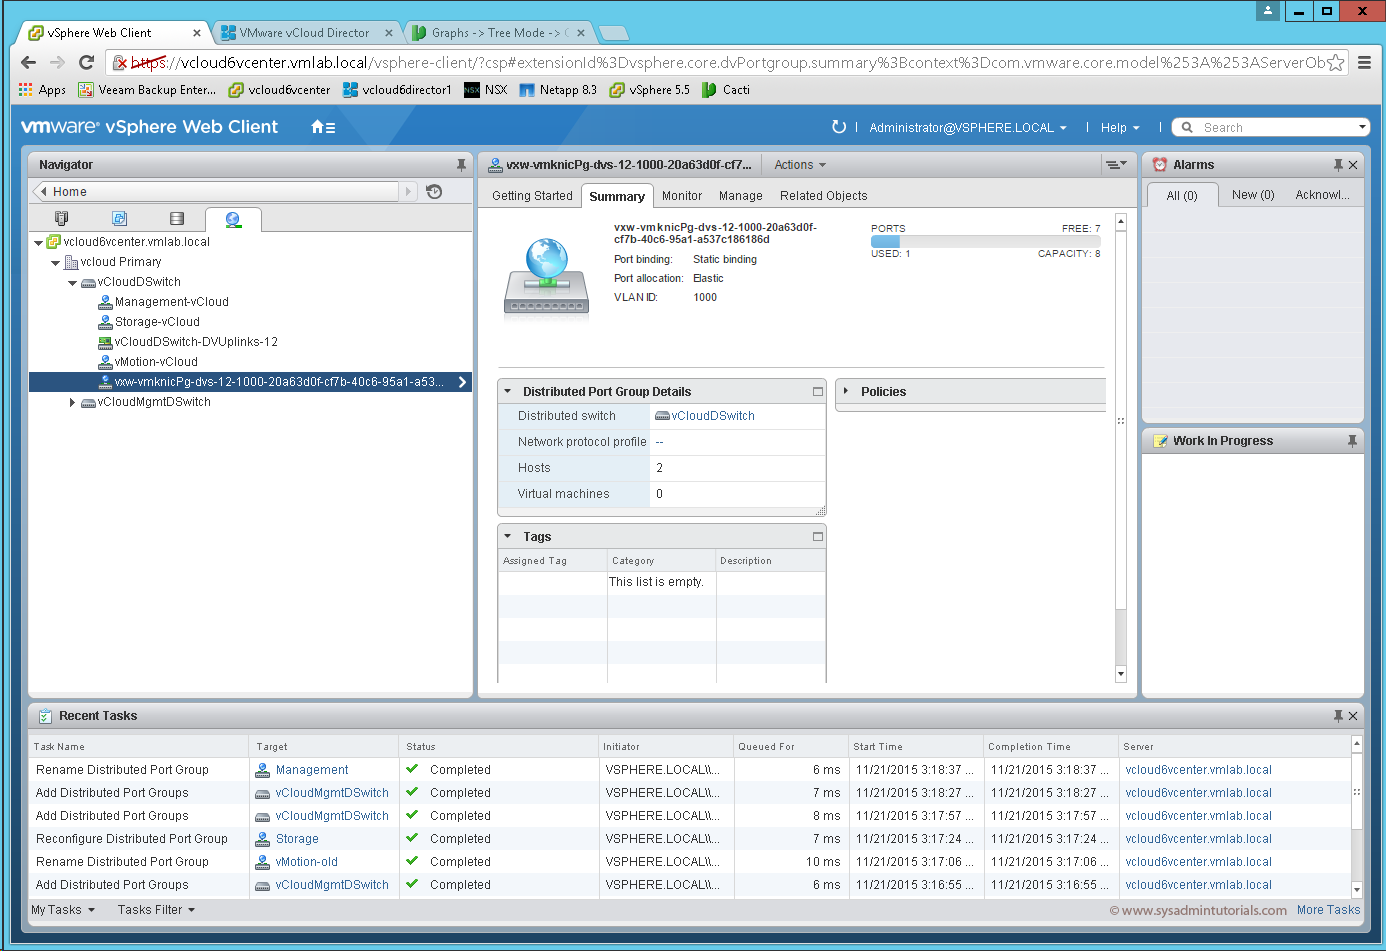 vSphere Web Client
VMware vCloud Director
Graphs -> Tree Mode ->
https://vcloud6vcenter.vmlab.local/vsphere-client/?csp#extensionId%3Dvsphere.core.dvPortgroup.summary%3Bcontext%3Dcom.vmware.core.model%253A%253AServerOb
Apps
Veeam Backup Enter...
vcloud6vcenter
vcloud6director1
NSX
Netapp 8.3
vSphere 5.5
Cacti
vmware® vSphere Web Client
Administrator@VSPHERE.LOCAL
Help
Search
Navigator
Home
vcloud6vcenter.vmlab.local
vcloud Primary
vCloudDSwitch
Management-vCloud
Storage-vCloud
vCloudDSwitch-DVUplinks-12
vMotion-vCloud
vxw-vmknicPg-dvs-12-1000-20a63d0f-cf7b-40c6-95a1-a53...
vCloudMgmtDSwitch
vxw-vmknicPg-dvs-12-1000-20a63d0f-cf7...
Actions
Getting Started
Summary
Monitor
Manage
Related Objects
vxw-vmknicPg-dvs-12-1000-20a63d0f-
cf7b-40c6-95a1-a537c186186d
Port binding: Static binding
Port allocation: Elastic
VLAN ID: 1000
PORTS FREE: 7
USED: 1 CAPACITY: 8
Distributed Port Group Details
Distributed switch vCloudDSwitch
Network protocol profile --
Hosts 2
Virtual machines 0
Policies
Tags
Assigned Tag Category Description
This list is empty.
Alarms
All (0) New (0) Acknowl...
Work In Progress
Recent Tasks
Task Name Target Status Initiator Queued For Start Time Completion Time Server
Rename Distributed Port Group Management Completed VSPHERE.LOCAL\\... 6 ms 11/21/2015 3:18:37 ... 11/21/2015 3:18:37 ... vcloud6vcenter.vmlab.local
Add Distributed Port Groups vCloudMgmtDSwitch Completed VSPHERE.LOCAL\\... 7 ms 11/21/2015 3:18:27 ... 11/21/2015 3:18:27 ... vcloud6vcenter.vmlab.local
Add Distributed Port Groups vCloudMgmtDSwitch Completed VSPHERE.LOCAL\\... 8 ms 11/21/2015 3:17:57 ... 11/21/2015 3:17:57 ... vcloud6vcenter.vmlab.local
Reconfigure Distributed Port Group Storage Completed VSPHERE.LOCAL\\... 7 ms 11/21/2015 3:17:24 ... 11/21/2015 3:17:24 ... vcloud6vcenter.vmlab.local
Rename Distributed Port Group vMotion-old Completed VSPHERE.LOCAL\\... 10 ms 11/21/2015 3:17:06 ... 11/21/2015 3:17:06 ... vcloud6vcenter.vmlab.local
Add Distributed Port Groups vCloudMgmtDSwitch Completed VSPHERE.LOCAL\\... 6 ms 11/21/2015 3:16:55 ... 11/21/2015 3:16:55 ... vcloud6vcenter.vmlab.local
My Tasks Tasks Filter © www.sysadmintutorials.com More Tasks